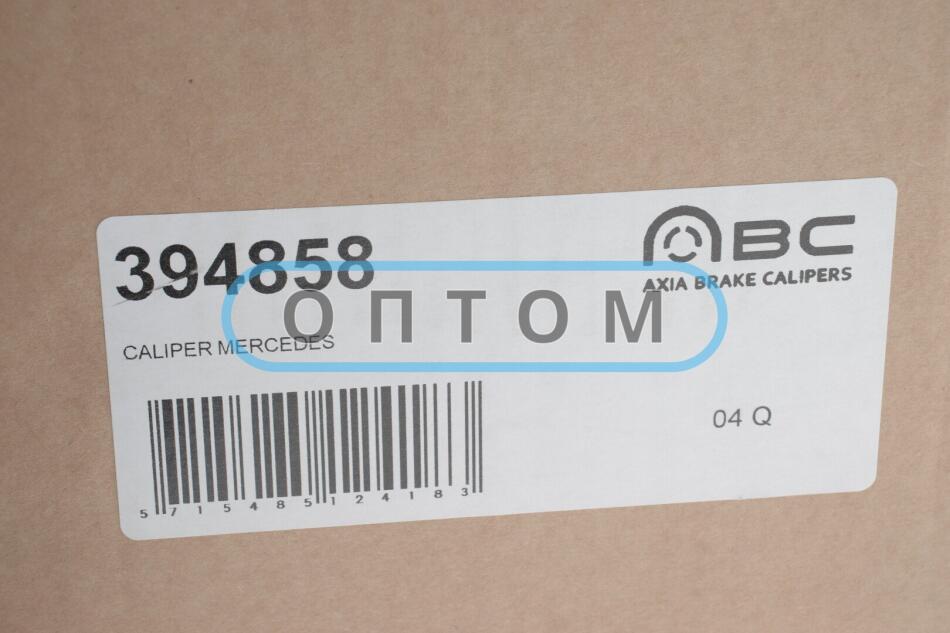 394858
ABC
AXIA BRAKE CALIPERS
ОПТОМ
CALIPER MERCEDES
04 Q
5715485124183